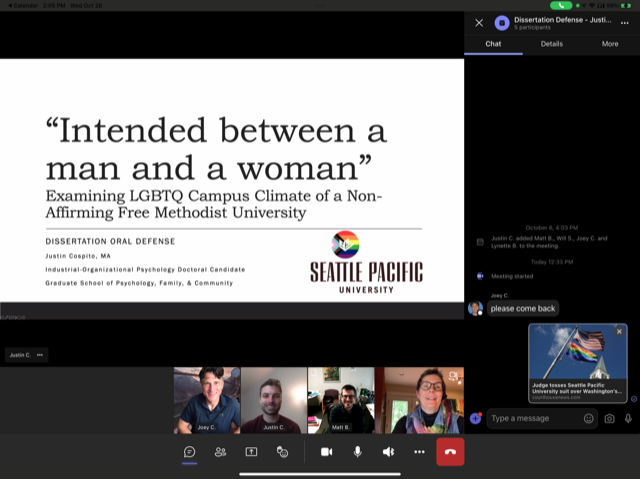 Calendar 2:05 PM Wed Oct 26
Dissertation Defense - Justi...
5 participants
Chat
Details
More
“Intended between a
man and a woman”
Examining LGBTQ Campus Climate of a Non-
Affirming Free Methodist University
DISSERTATION ORAL DEFENSE
Justin Cospito, MA
Industrial-Organizational Psychology Doctoral Candidate
Graduate School of Psychology, Family, & Community
SEATTLE PACIFIC
UNIVERSITY
October 6, 4:03 PM
Justin C. added Matt B., Will S., Joey C. and
Lynette B. to the meeting.
Today 12:33 PM
Meeting started
Joey C.
please come back
Judge tosses Seattle Pacific
University suit over Washington's...
courthousenews.com
Justin C.
Joey C.
Justin C.
Matt B.
Type a message